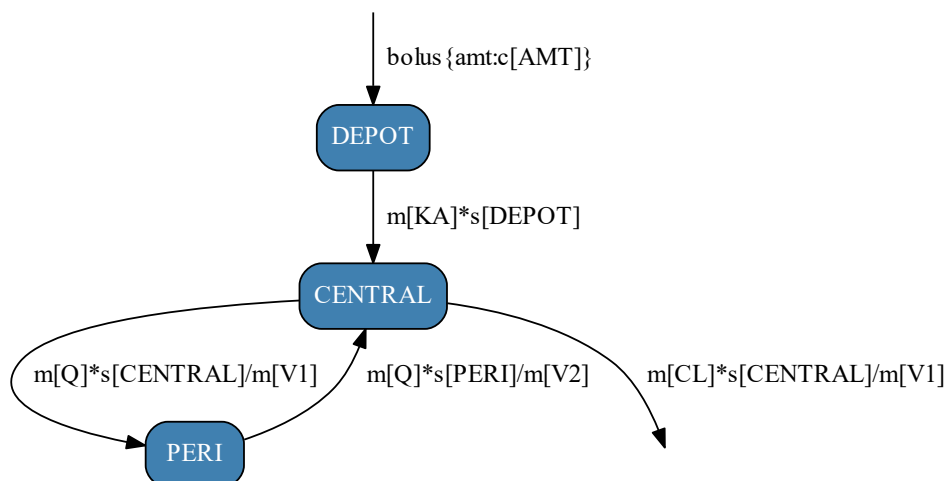 bolus{amt:c[AMT]}
DEPOT
m[KA]*s[DEPOT]
CENTRAL
m[Q]*s[CENTRAL]/m[V1]
m[Q]*s[PERI]/m[V2]
m[CL]*s[CENTRAL]/m[V1]
PERI